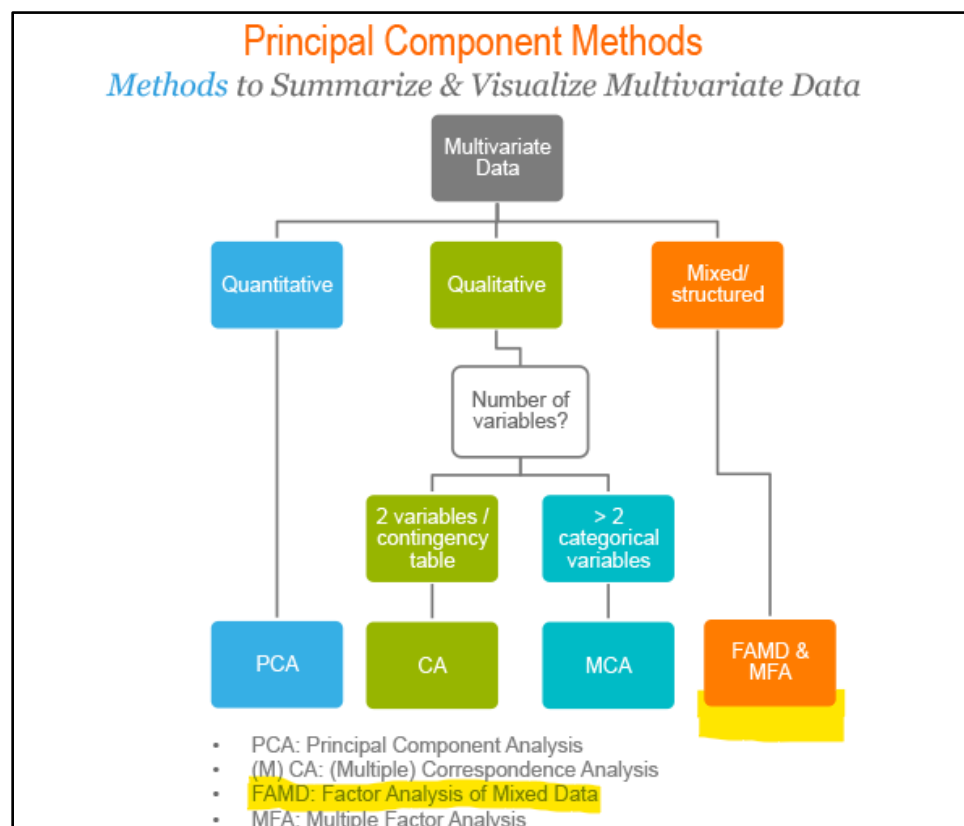 Principal Component Methods
Methods to Summarize & Visualize Multivariate Data
Multivariate
Data
Quantitative
Qualitative
Mixed/
structured
Number of
variables?
2 variables /
contingency
table
> 2
categorical
variables
PCA
CA
MCA
FAMD &
MFA
• PCA: Principal Component Analysis
• (M) CA: (Multiple) Correspondence Analysis
• FAMD: Factor Analysis of Mixed Data
• MFA: Multiple Factor Analysis